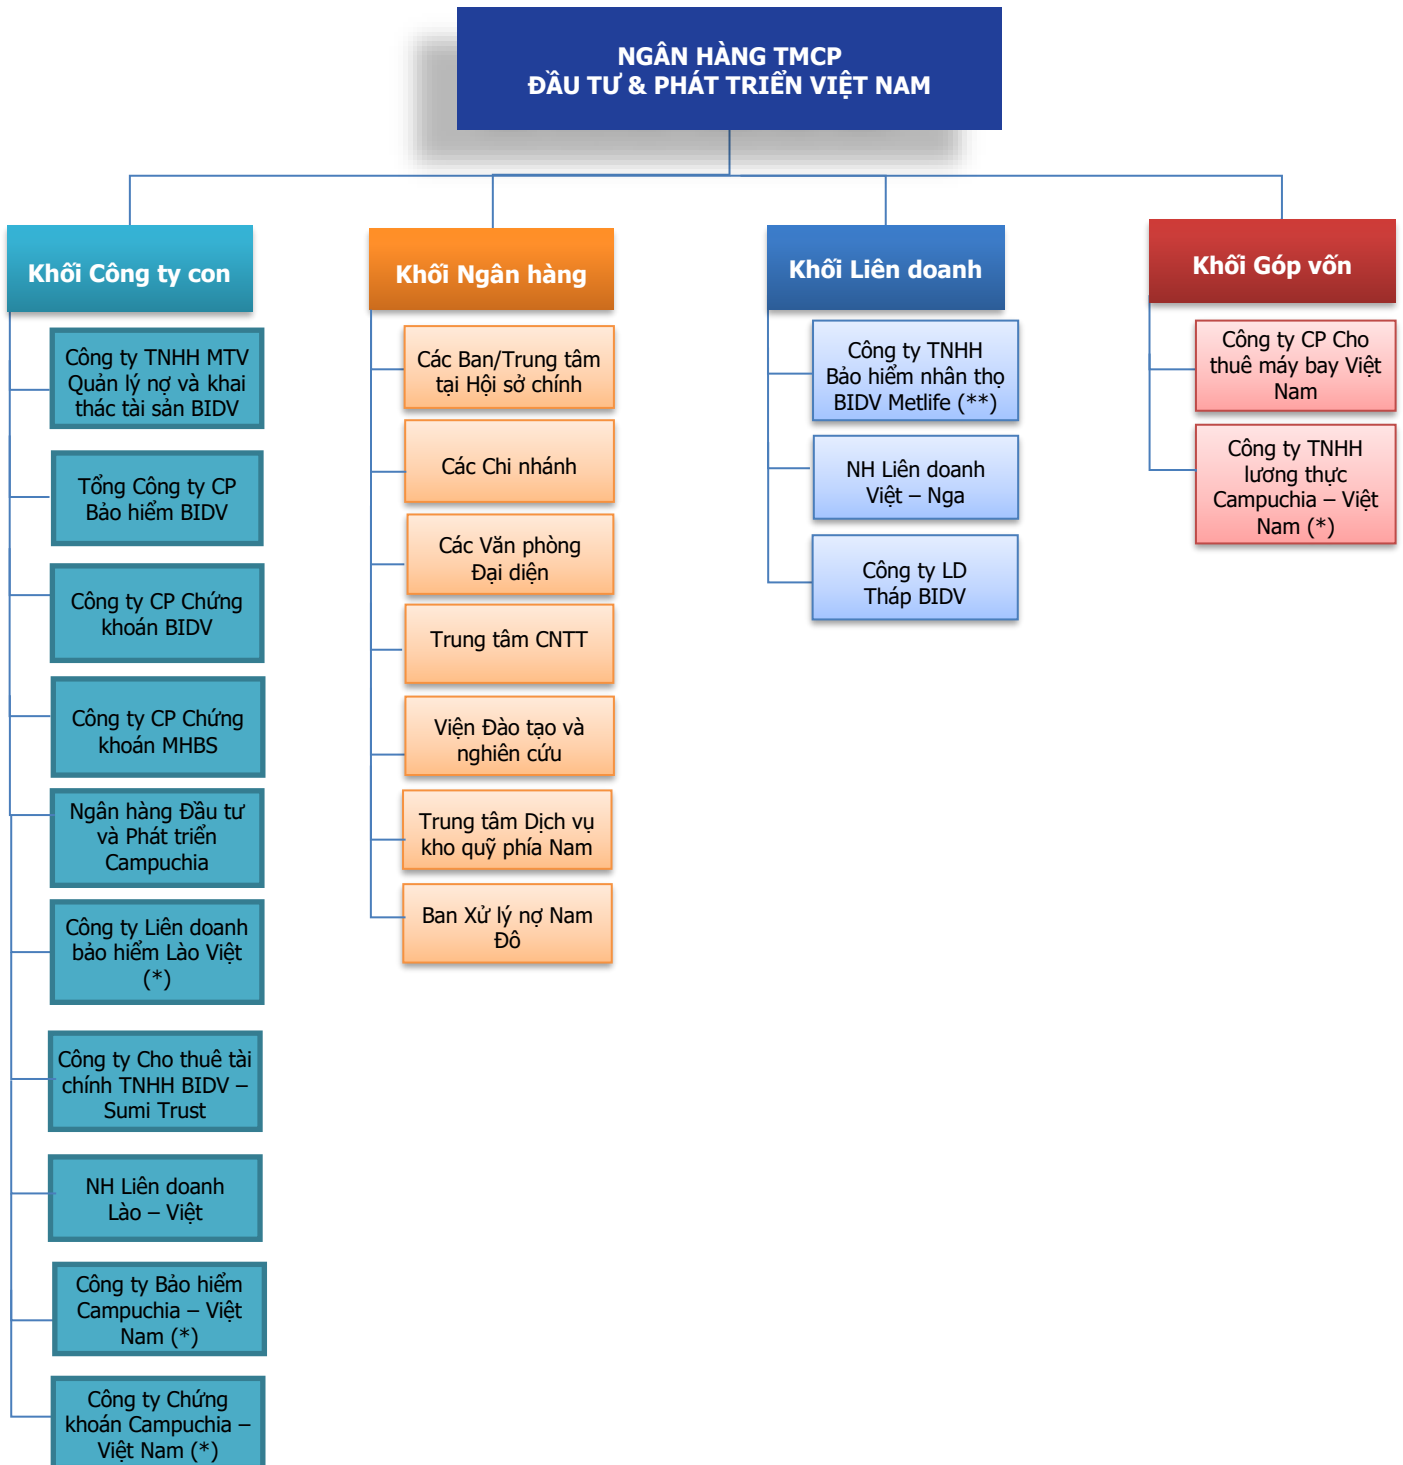 NGÂN HÀNG TMCP
ĐẦU TƯ & PHÁT TRIỂN VIỆT NAM
Khối Công ty con
Công ty TNHH MTV
Quản lý nợ và khai
thác tài sản BIDV
Tổng Công ty CP
Bảo hiểm BIDV
Công ty CP Chứng
khoán BIDV
Công ty CP Chứng
khoán MHBS
Ngân hàng Đầu tư
và Phát triển
Campuchia
Công ty Liên doanh
bảo hiểm Lào Việt
(*)
Công ty Cho thuê tài
chính TNHH BIDV –
Sumi Trust
NH Liên doanh
Lào – Việt
Công ty Bảo hiểm
Campuchia – Việt
Nam (*)
Công ty Chứng
khoán Campuchia –
Việt Nam (*)
Khối Ngân hàng
Các Ban/Trung tâm
tại Hội sở chính
Các Chi nhánh
Các Văn phòng
Đại diện
Trung tâm CNTT
Viện Đào tạo và
nghiên cứu
Trung tâm Dịch vụ
kho quỹ phía Nam
Ban Xử lý nợ Nam
Đô
Khối Liên doanh
Công ty TNHH
Bảo hiểm nhân thọ
BIDV Metlife (**)
NH Liên doanh
Việt – Nga
Công ty LD
Tháp BIDV
Khối Góp vốn
Công ty CP Cho
thuê máy bay Việt
Nam
Công ty TNHH
lương thực
Campuchia – Việt
Nam (*)